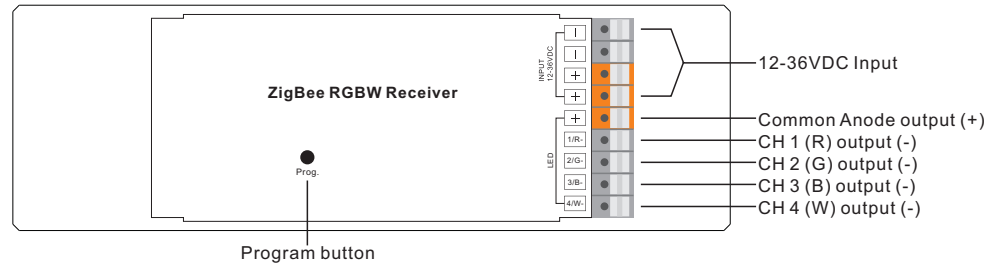 INPUT
12-36VDC
ZigBee RGBW Receiver
Prog.
LED
1/R-
2/G-
3/B-
4/W-
12-36VDC Input
Common Anode output (+)
CH 1 (R) output (-)
CH 2 (G) output (-)
CH 3 (B) output (-)
CH 4 (W) output (-)
Program button